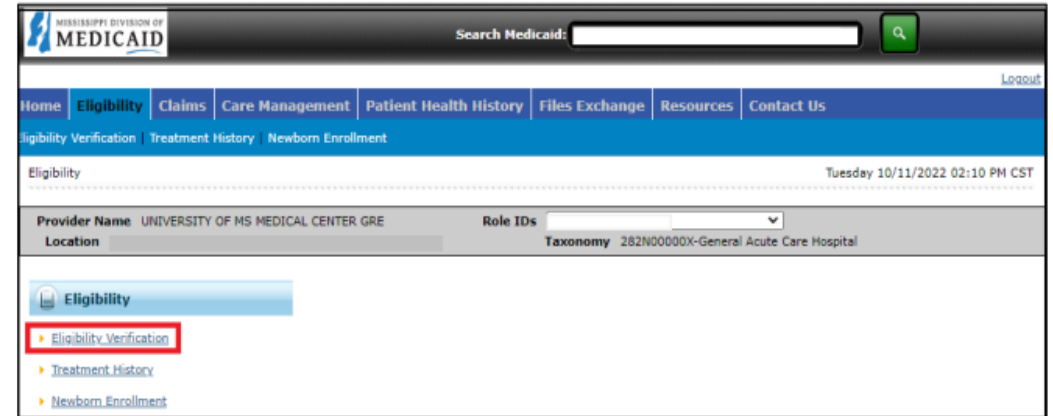 MISSISSIPPI DIVISION OF
MEDICAID
Search Medicaid:
Logout
Home Eligibility Claims Care Management Patient Health History Files Exchange Resources Contact Us
ligibility Verification | Treatment History | Newborn Enrollment
Eligibility Tuesday 10/11/2022 02:10 PM CST
Provider Name UNIVERSITY OF MS MEDICAL CENTER GRE Role IDs
Location Taxonomy 282N00000X-General Acute Care Hospital
Eligibility
Eligibility Verification
Treatment History
Newborn Enrollment